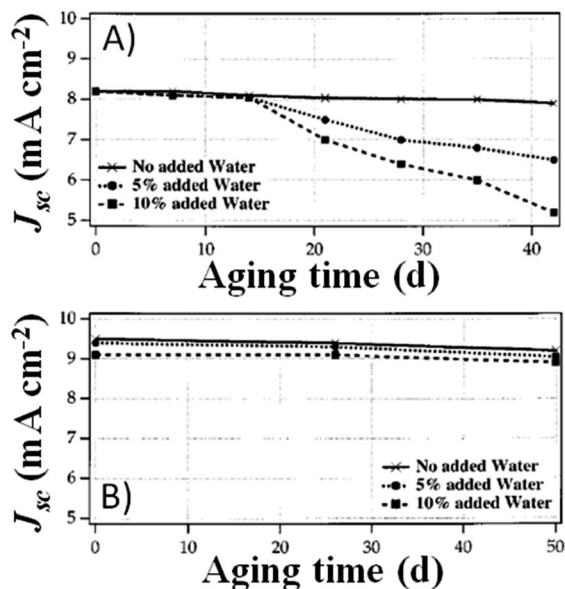 A)
10
9
8
7
6
5
J_sc (mA cm⁻²)
No added Water
5% added Water
10% added Water
0 10 20 30 40
Aging time (d)
10
9
8
7
6
5
J_sc (mA cm⁻²)
No added Water
5% added Water
10% added Water
B)
0 10 20 30 40 50
Aging time (d)